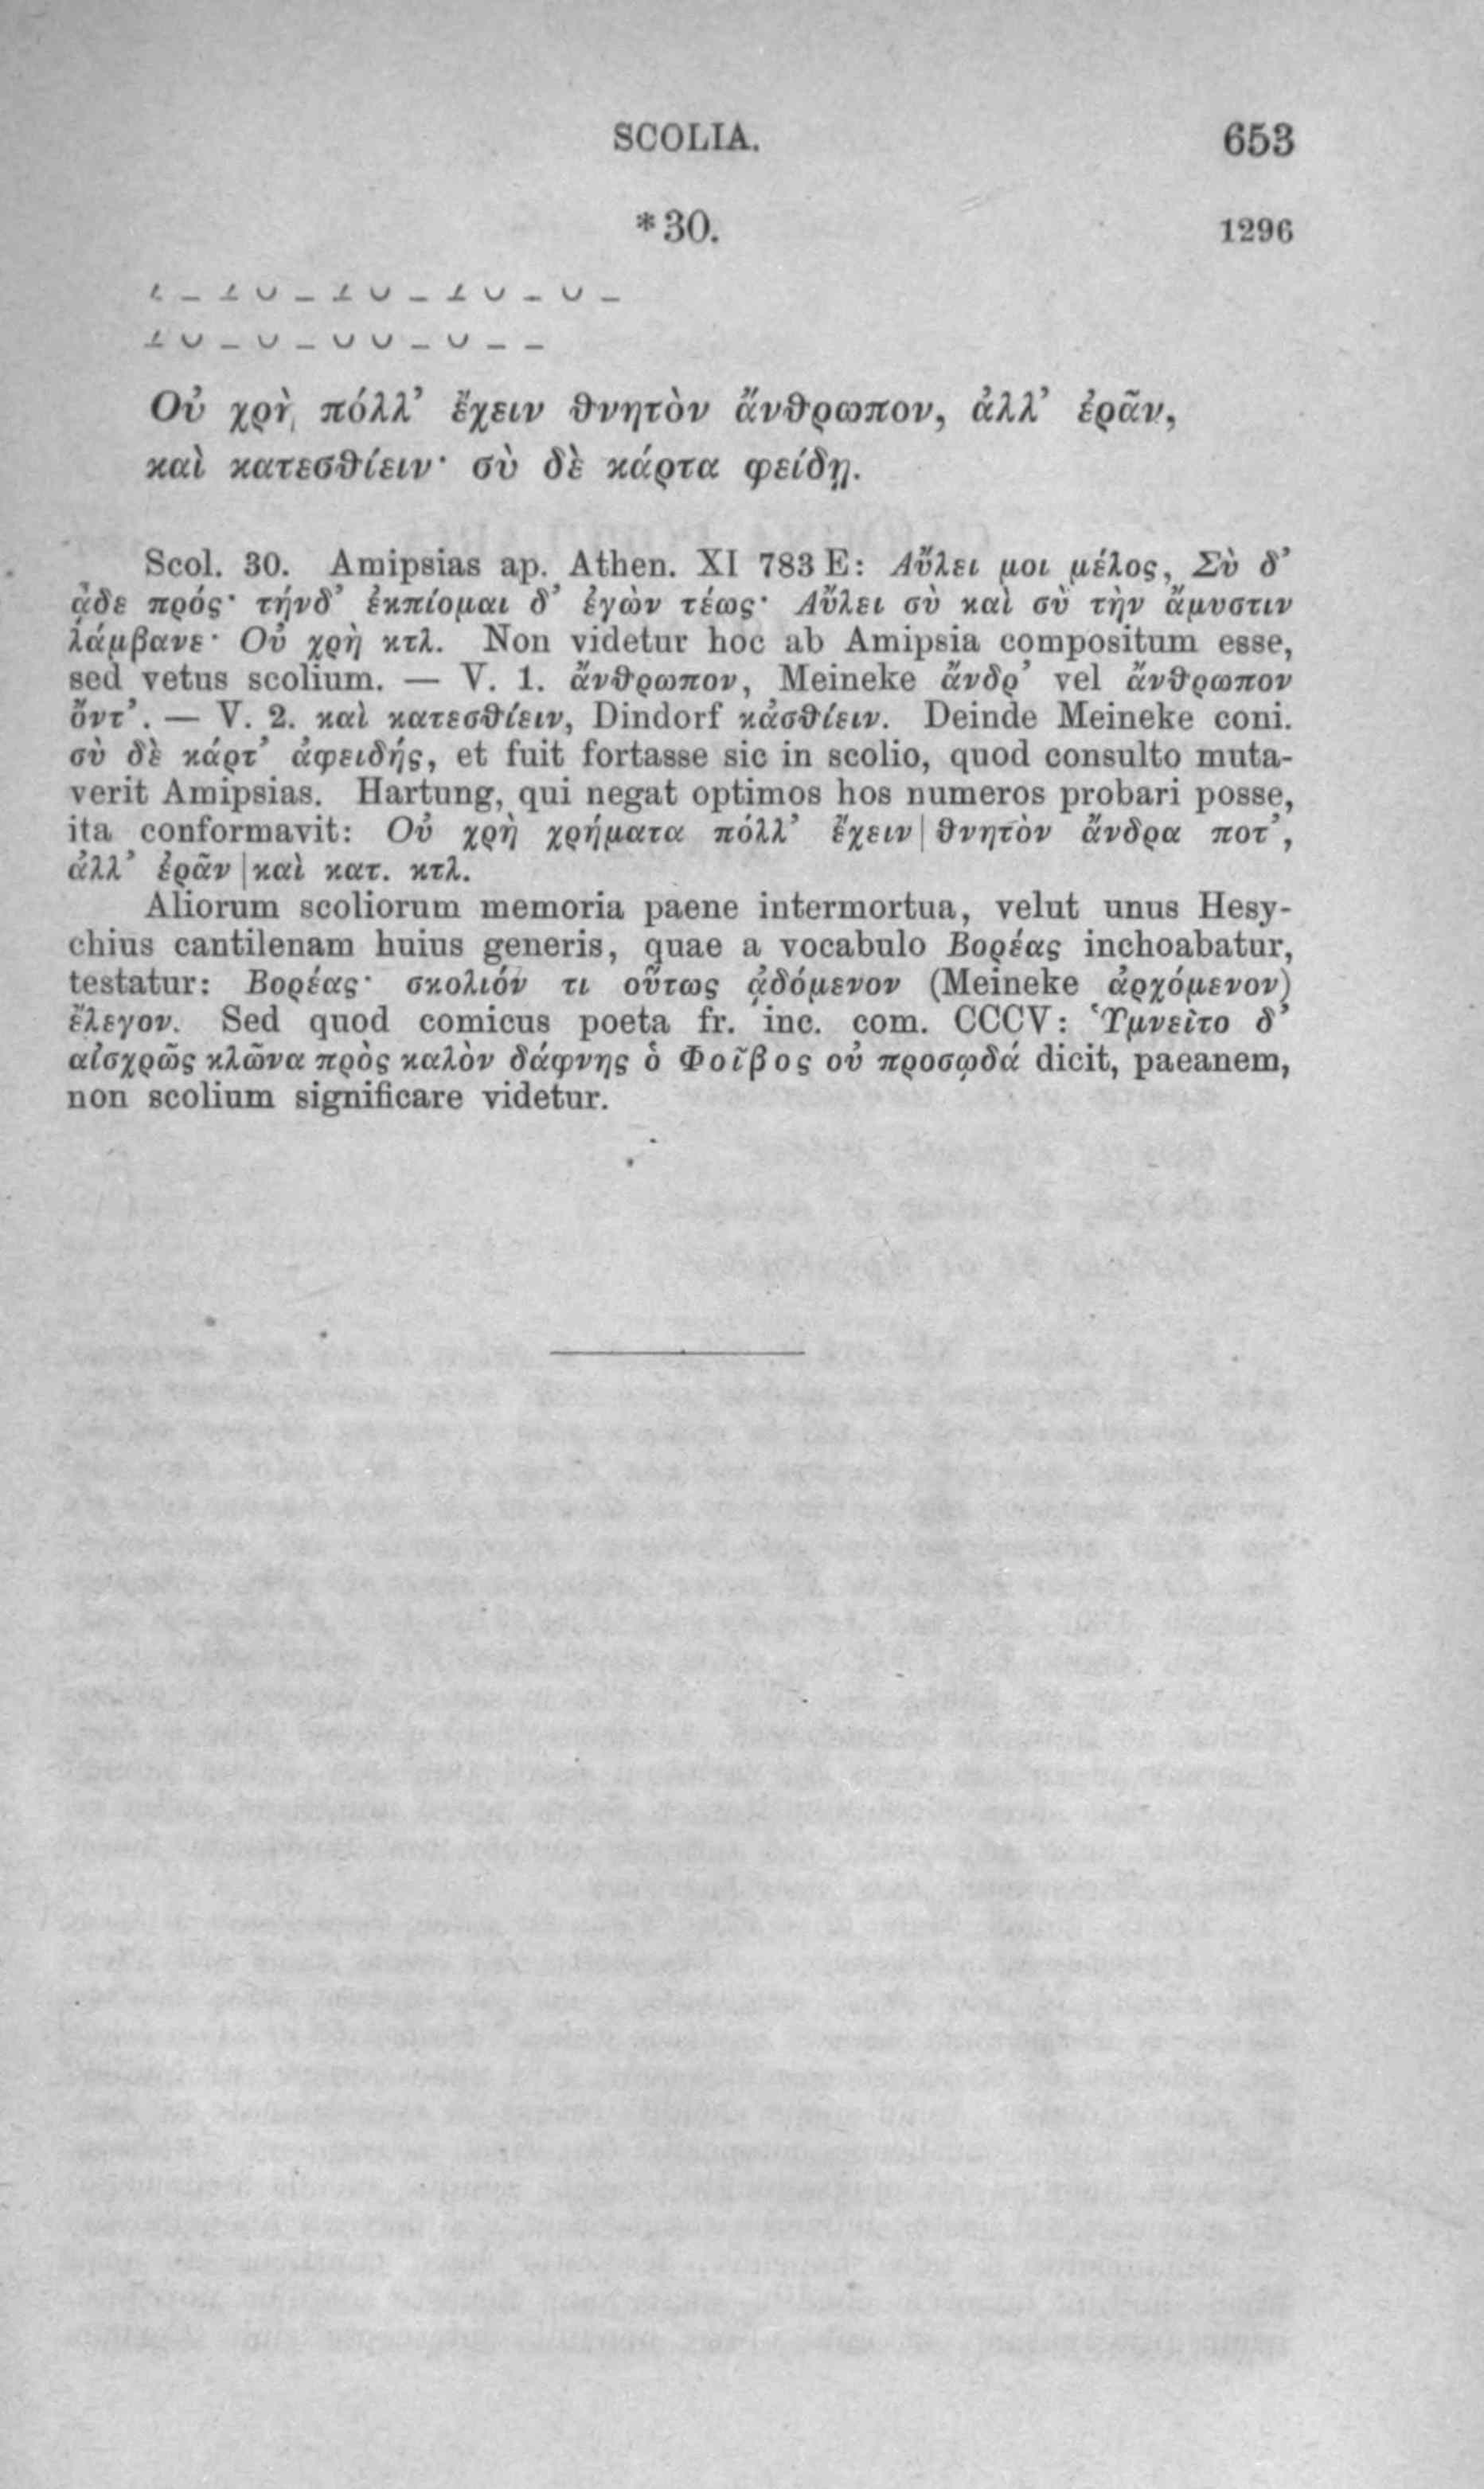 SCOLIA. 653
*30. 1296
Οὐ χρὴ πόλλ’ ἔχειν θνητὸν ἄνθρωπον, ἀλλ’ ἐρᾶν,
καὶ κατεσθίειν· σὺ δὲ κάρτα φείδῃ.
Scol. 30. Amipsias ap. Athen. XI 783 E: Αὔλει μοι μέλος, Σὺ δ’
ᾆδε πρός· τήνδ’ ἐκπίομαι δ’ ἐγὼν τέως· Αὔλει σὺ καὶ σὺ τὴν ἄμυστιν
λάμβανε· Οὐ χρὴ κτλ. Non videtur hoc ab Amipsia compositum esse,
sed vetus scolium. — V. 1. ἄνθρωπον, Meineke ἄνδρ’ vel ἄνθρωπον
ὄντ’. — V. 2. καὶ κατεσθίειν, Dindorf κἀσθίειν. Deinde Meineke coni.
σὺ δὲ κάρτ’ ἀφειδής, et fuit fortasse sic in scolio, quod consulto muta-
verit Amipsias. Hartung, qui negat optimos hos numeros probari posse,
ita conformavit: Οὐ χρὴ χρήματα πόλλ’ ἔχειν | θνητὸν ἄνδρα ποτ’,
ἀλλ’ ἐρᾶν | καὶ κατ. κτλ.
Aliorum scoliorum memoria paene intermortua, velut unus Hesy-
chius cantilenam huius generis, quae a vocabulo Βορέας inchoabatur,
testatur: Βορέας· σκολιόν τι οὕτως ᾀδόμενον (Meineke ἀρχόμενον)
ἔλεγον. Sed quod comicus poeta fr. inc. com. CCCV: Ὑμνεῖτο δ’
αἰσχρῶς κλῶνα πρὸς καλὸν δάφνης ὁ Φοῖβος οὐ προσῳδά dicit, paeanem,
non scolium significare videtur.